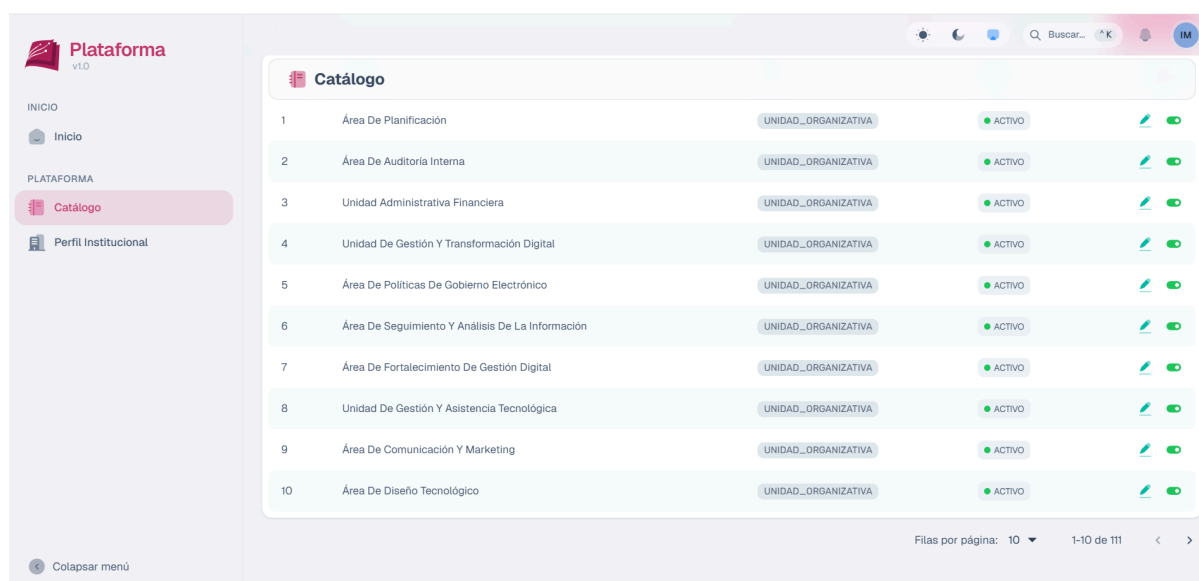 Plataforma
v1.0
Buscar... ^K
IM
INICIO
Inicio
PLATAFORMA
Catálogo
Perfil Institucional
Colapsar menú
Catálogo
1 Área De Planificación UNIDAD_ORGANIZATIVA ACTIVO
2 Área De Auditoría Interna UNIDAD_ORGANIZATIVA ACTIVO
3 Unidad Administrativa Financiera UNIDAD_ORGANIZATIVA ACTIVO
4 Unidad De Gestión Y Transformación Digital UNIDAD_ORGANIZATIVA ACTIVO
5 Área De Políticas De Gobierno Electrónico UNIDAD_ORGANIZATIVA ACTIVO
6 Área De Seguimiento Y Análisis De La Información UNIDAD_ORGANIZATIVA ACTIVO
7 Área De Fortalecimiento De Gestión Digital UNIDAD_ORGANIZATIVA ACTIVO
8 Unidad De Gestión Y Asistencia Tecnológica UNIDAD_ORGANIZATIVA ACTIVO
9 Área De Comunicación Y Marketing UNIDAD_ORGANIZATIVA ACTIVO
10 Área De Diseño Tecnológico UNIDAD_ORGANIZATIVA ACTIVO
Filas por página: 10 1-10 de 111